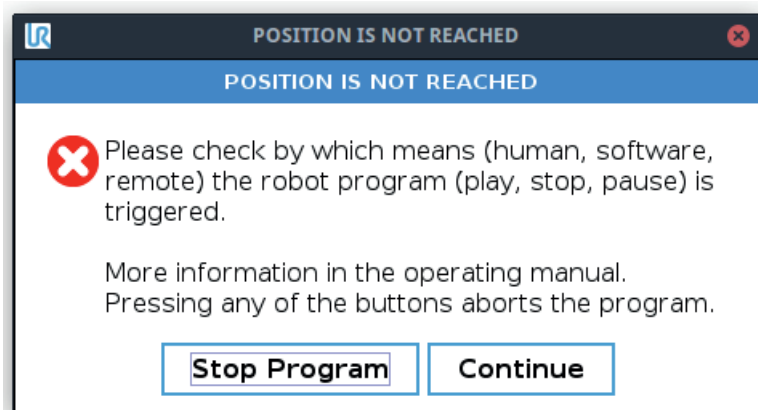 UR
POSITION IS NOT REACHED
POSITION IS NOT REACHED
Please check by which means (human, software,
remote) the robot program (play, stop, pause) is
triggered.
More information in the operating manual.
Pressing any of the buttons aborts the program.
Stop Program
Continue